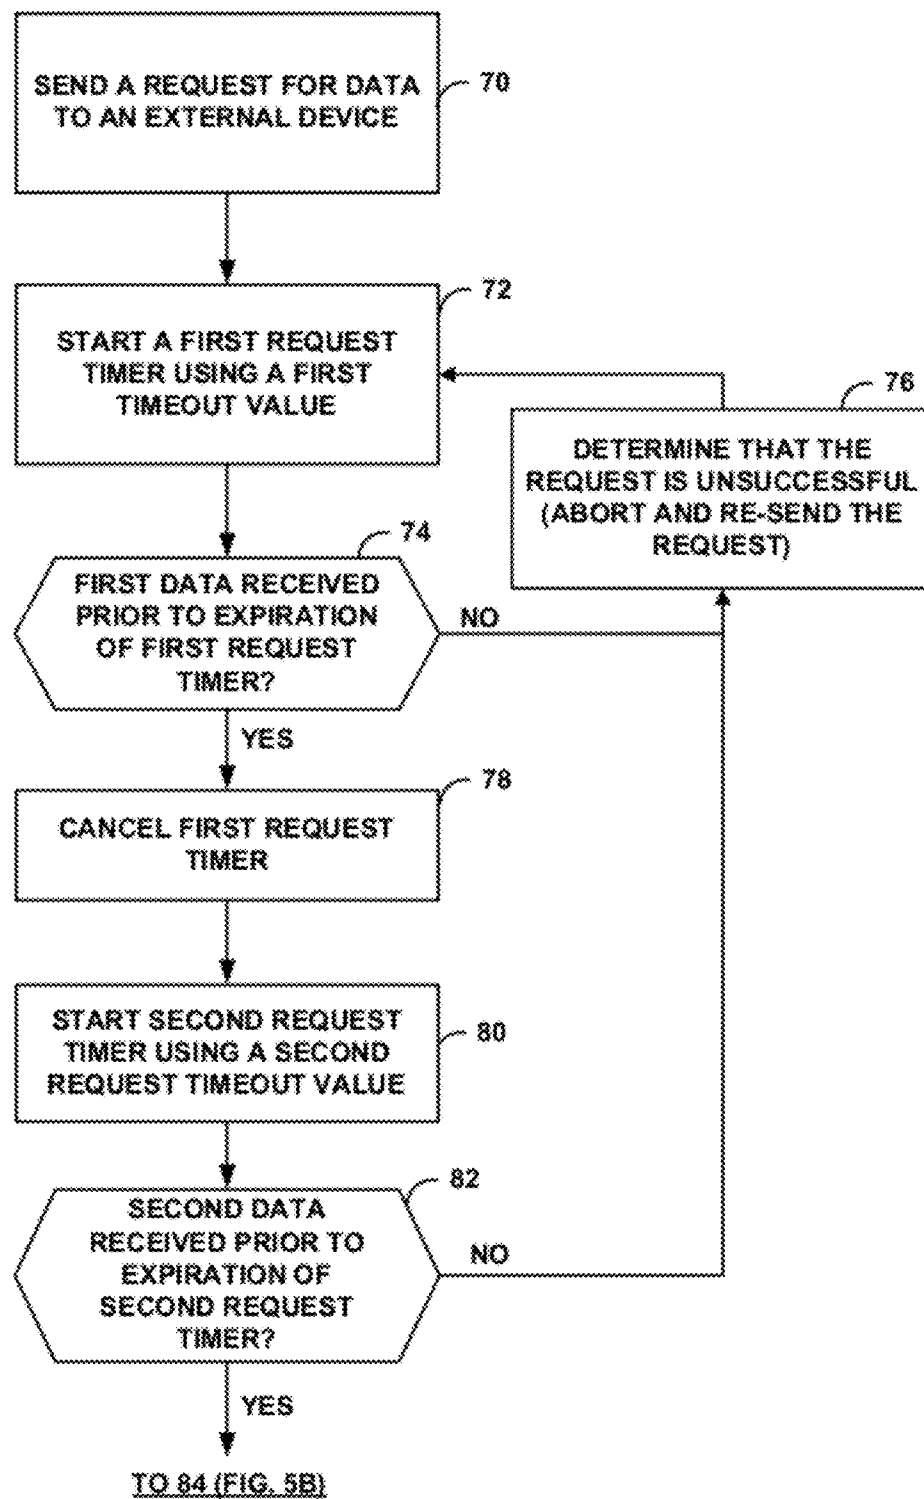 SEND A REQUEST FOR DATA
TO AN EXTERNAL DEVICE
70
START A FIRST REQUEST
TIMER USING A FIRST
TIMEOUT VALUE
72
DETERMINE THAT THE
REQUEST IS UNSUCCESSFUL
(ABORT AND RE-SEND THE
REQUEST)
76
FIRST DATA RECEIVED
PRIOR TO EXPIRATION
OF FIRST REQUEST
TIMER?
74
NO
YES
CANCEL FIRST REQUEST
TIMER
78
START SECOND REQUEST
TIMER USING A SECOND
REQUEST TIMEOUT VALUE
80
SECOND DATA
RECEIVED PRIOR TO
EXPIRATION OF
SECOND REQUEST
TIMER?
82
NO
YES
TO 84 (FIG. 5B)